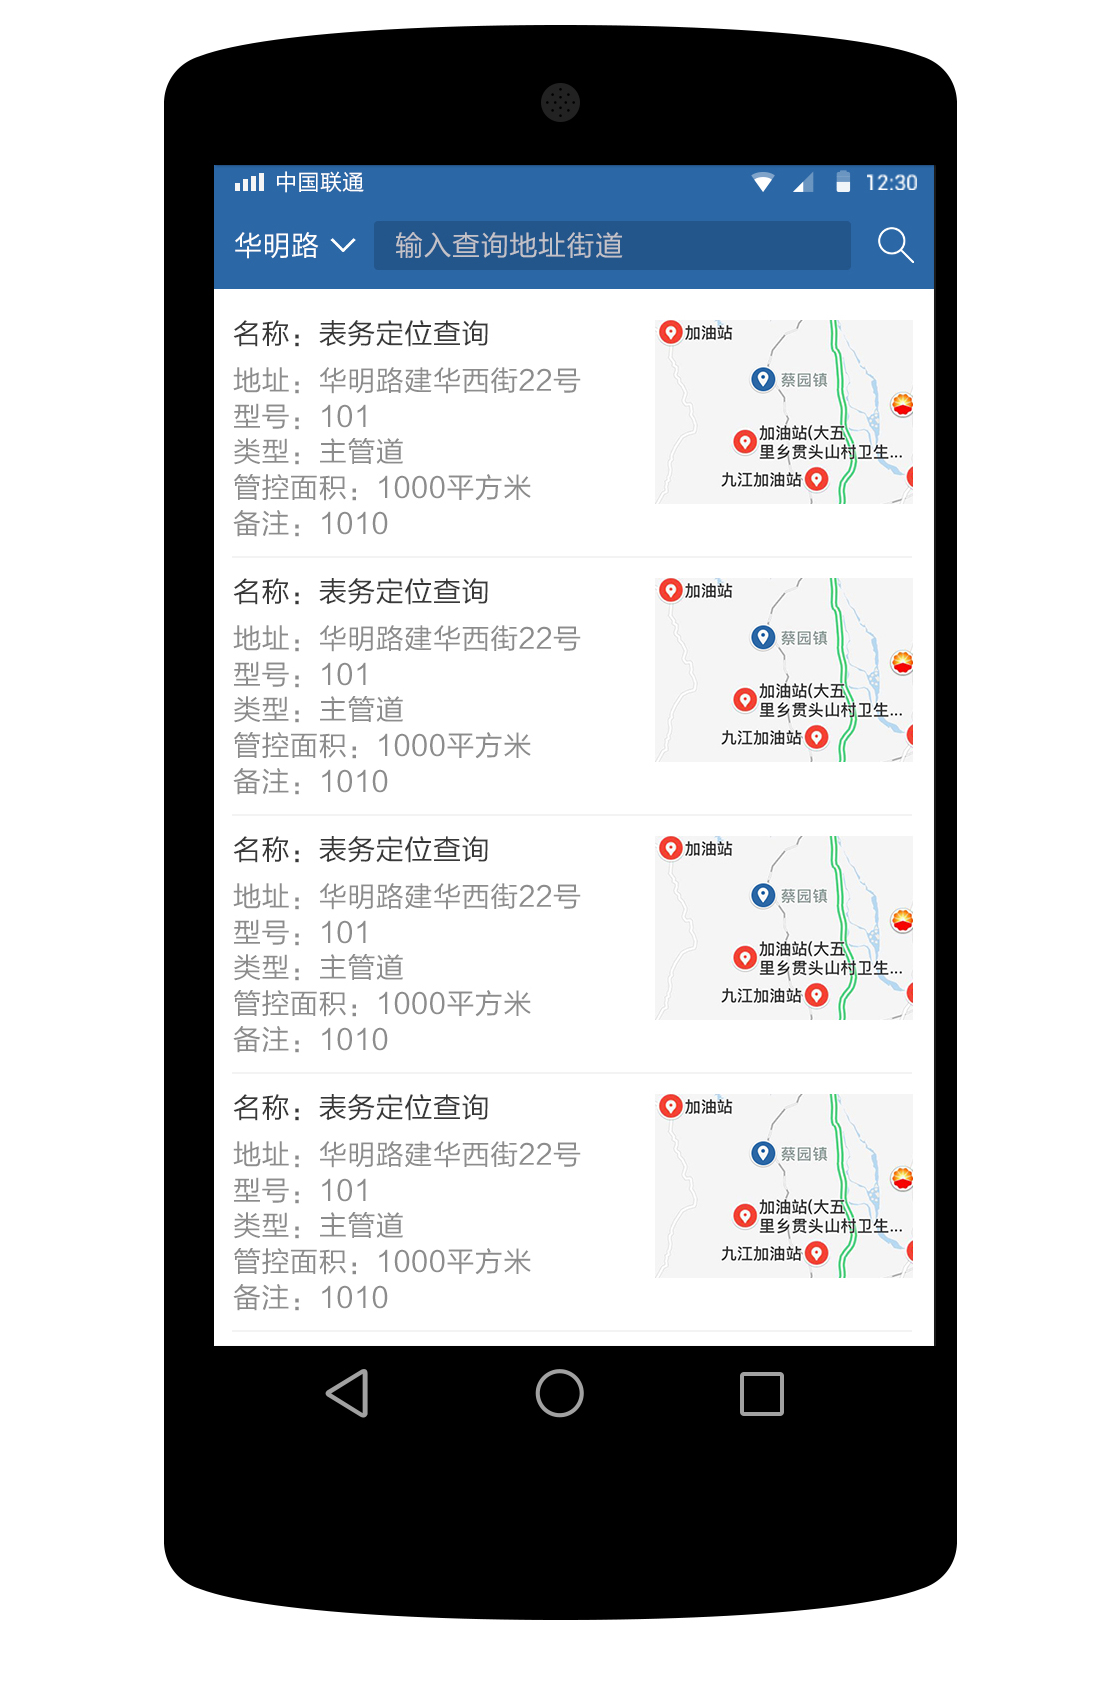 中国联通 12:30
华明路 输入查询地址街道
名称：表务定位查询
地址：华明路建华西街22号
型号：101
类型：主管道
管控面积：1000平方米
备注：1010
加油站
蔡园镇
加油站(大五
里乡贯头山村卫生...
九江加油站
名称：表务定位查询
地址：华明路建华西街22号
型号：101
类型：主管道
管控面积：1000平方米
备注：1010
加油站
蔡园镇
加油站(大五
里乡贯头山村卫生...
九江加油站
名称：表务定位查询
地址：华明路建华西街22号
型号：101
类型：主管道
管控面积：1000平方米
备注：1010
加油站
蔡园镇
加油站(大五
里乡贯头山村卫生...
九江加油站
名称：表务定位查询
地址：华明路建华西街22号
型号：101
类型：主管道
管控面积：1000平方米
备注：1010
加油站
蔡园镇
加油站(大五
里乡贯头山村卫生...
九江加油站